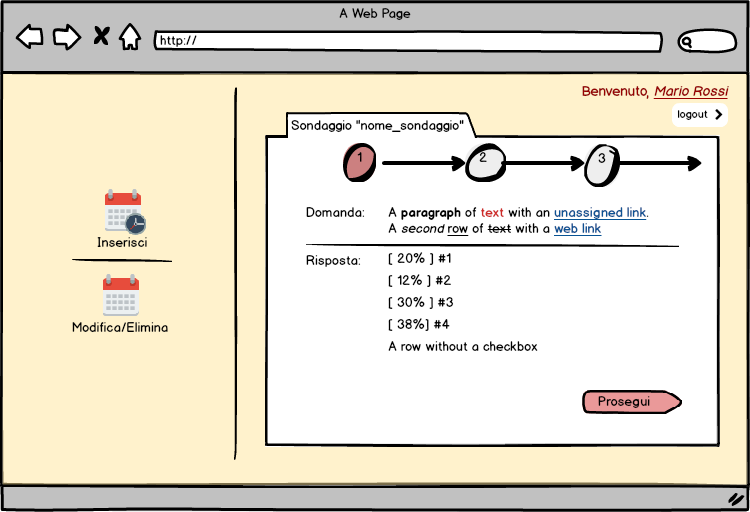 A Web Page
http://
Benvenuto, Mario Rossi
logout
Sondaggio "nome_sondaggio"
1
2
3
Inserisci
Modifica/Elimina
Domanda:
A paragraph of text with an unassigned link.
A second row of text with a web link
Risposta:
[ 20% ] #1
[ 12% ] #2
[ 30% ] #3
[ 38%] #4
A row without a checkbox
Prosegui